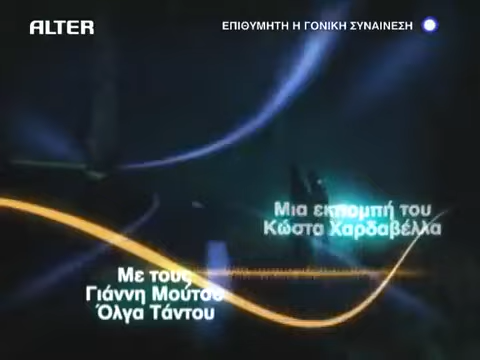 ALTER
ΕΠΙΘΥΜΗΤΗ Η ΓΟΝΙΚΗ ΣΥΝΑΙΝΕΣΗ
Μια εκπομπή του
Κώστα Χαρδαβέλλα
Με τους
Γιάννη Μούτσο
Όλγα Τάντου